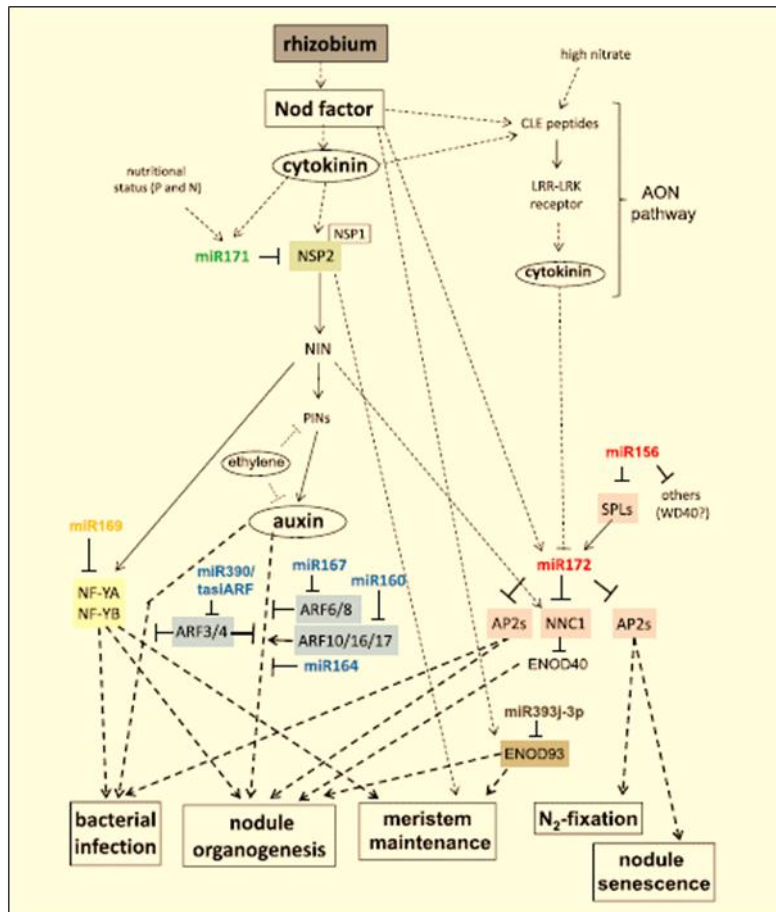 rhizobium
high nitrate
Nod factor
CLE peptides
cytokinin
nutritional
status (P and N)
LRR-LRK
receptor
AON
pathway
NSP1
miR171
NSP2
cytokinin
NIN
PINs
ethylene
miR156
others
(WD40?)
SPLs
auxin
miR169
miR172
miR390/
tasiARF
miR167
miR160
NF-YA
NF-YB
ARF6/8
AP2s
NNC1
AP2s
ARF3/4
ARF10/16/17
ENOD40
miR164
miR393j-3p
ENOD93
bacterial
infection
nodule
organogenesis
meristem
maintenance
N₂-fixation
nodule
senescence